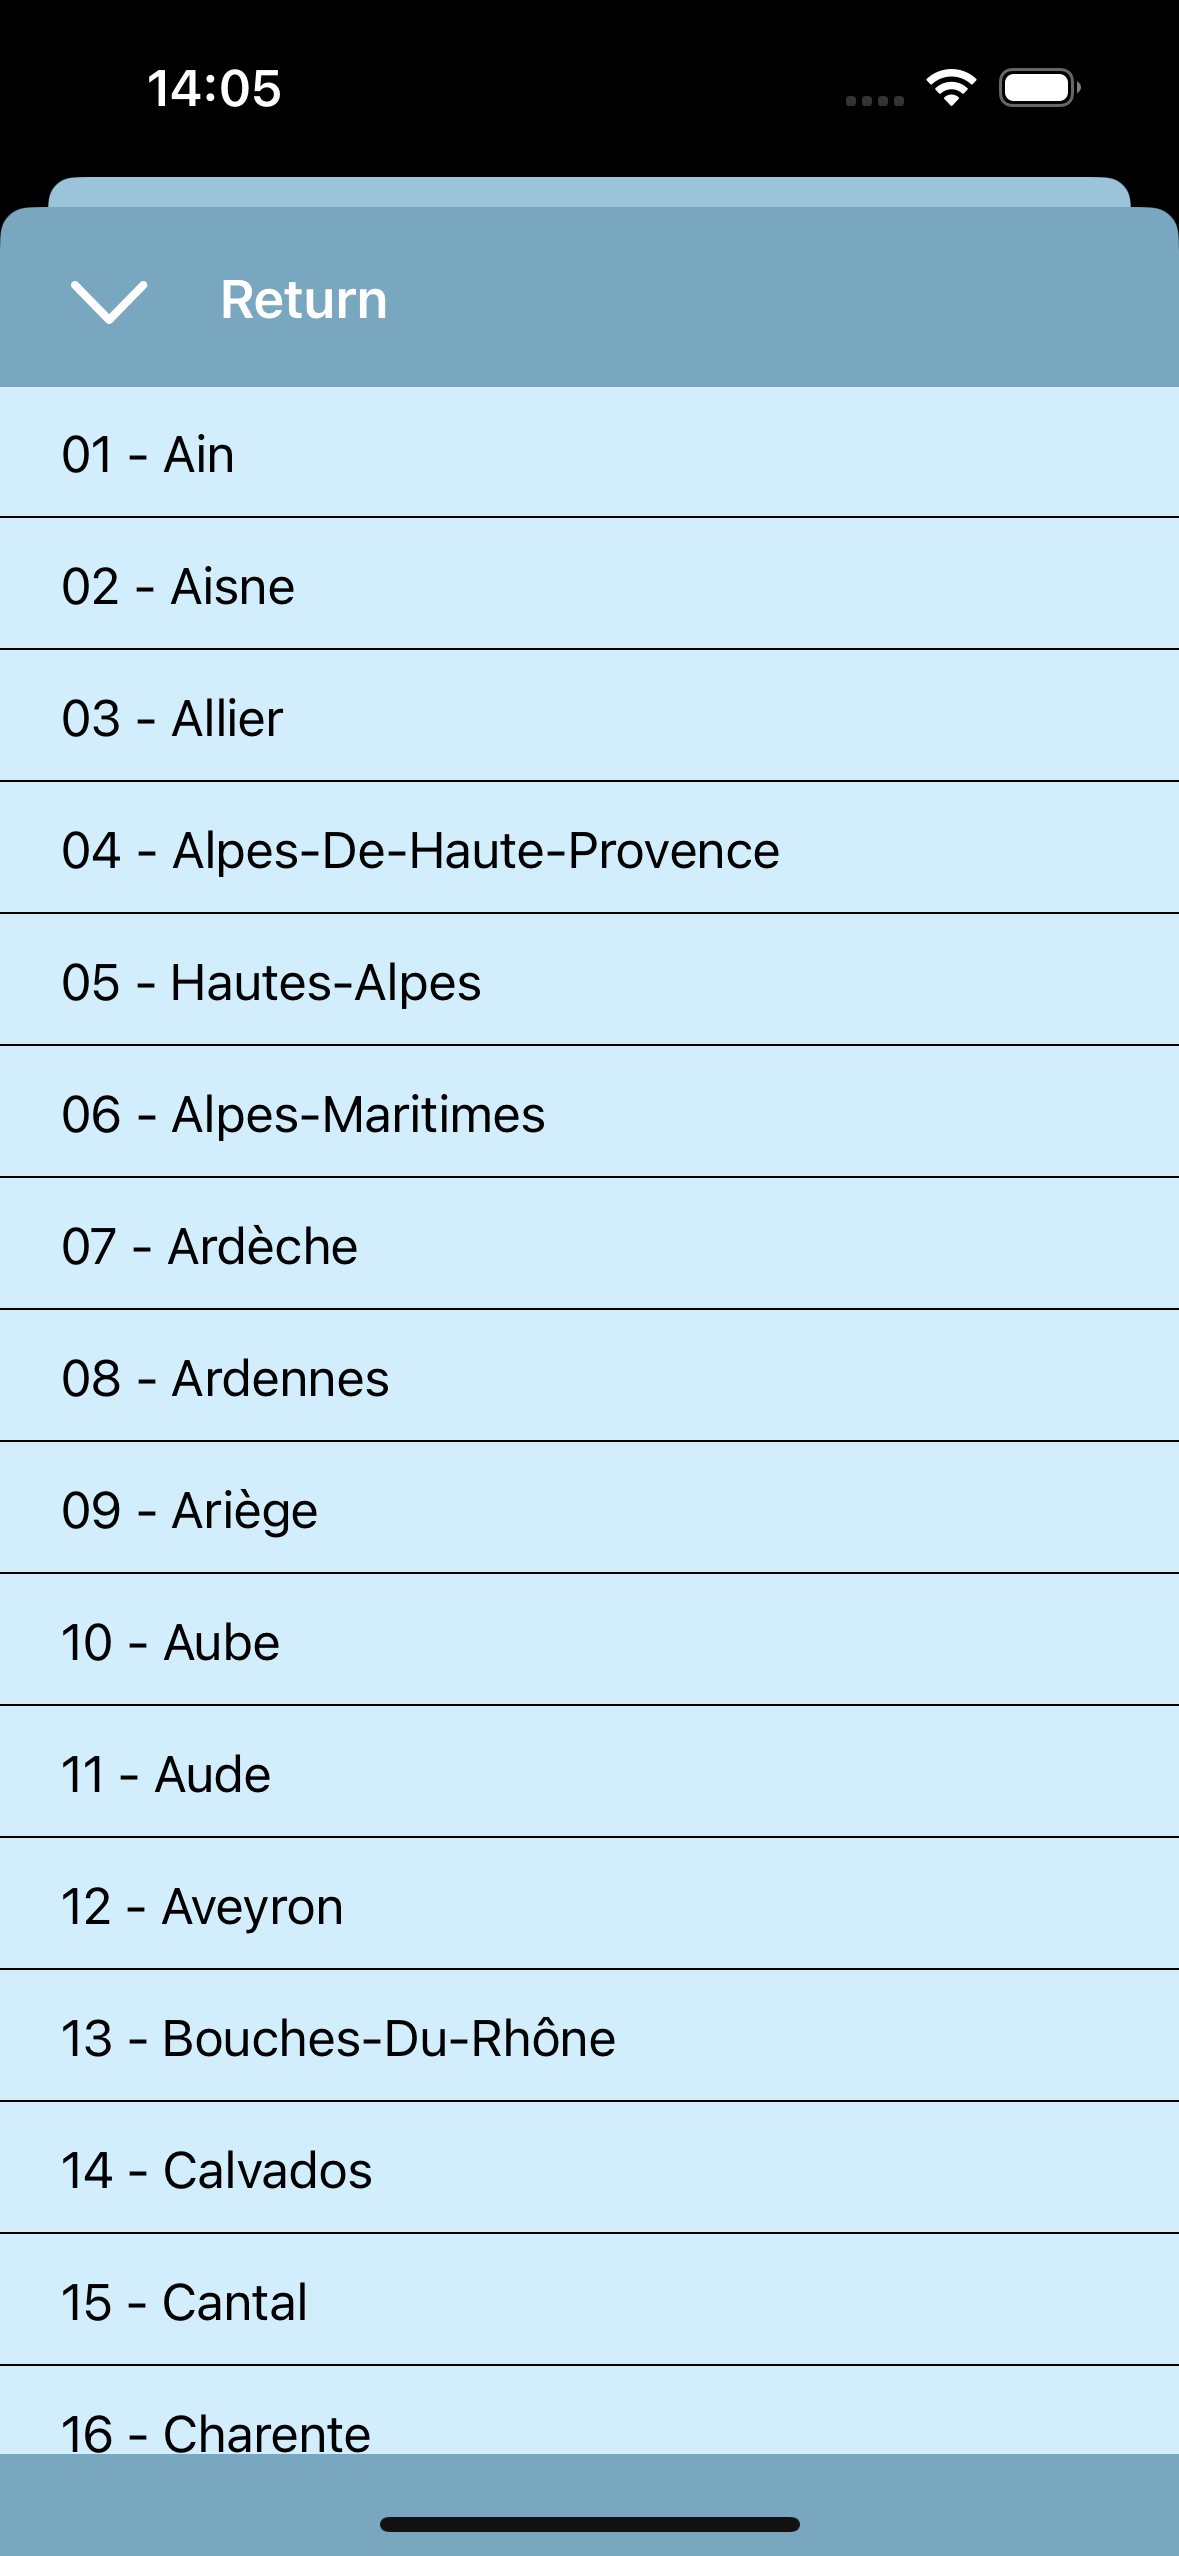 14:05
Return
01 - Ain
02 - Aisne
03 - Allier
04 - Alpes-De-Haute-Provence
05 - Hautes-Alpes
06 - Alpes-Maritimes
07 - Ardèche
08 - Ardennes
09 - Ariège
10 - Aube
11 - Aude
12 - Aveyron
13 - Bouches-Du-Rhône
14 - Calvados
15 - Cantal
16 - Charente